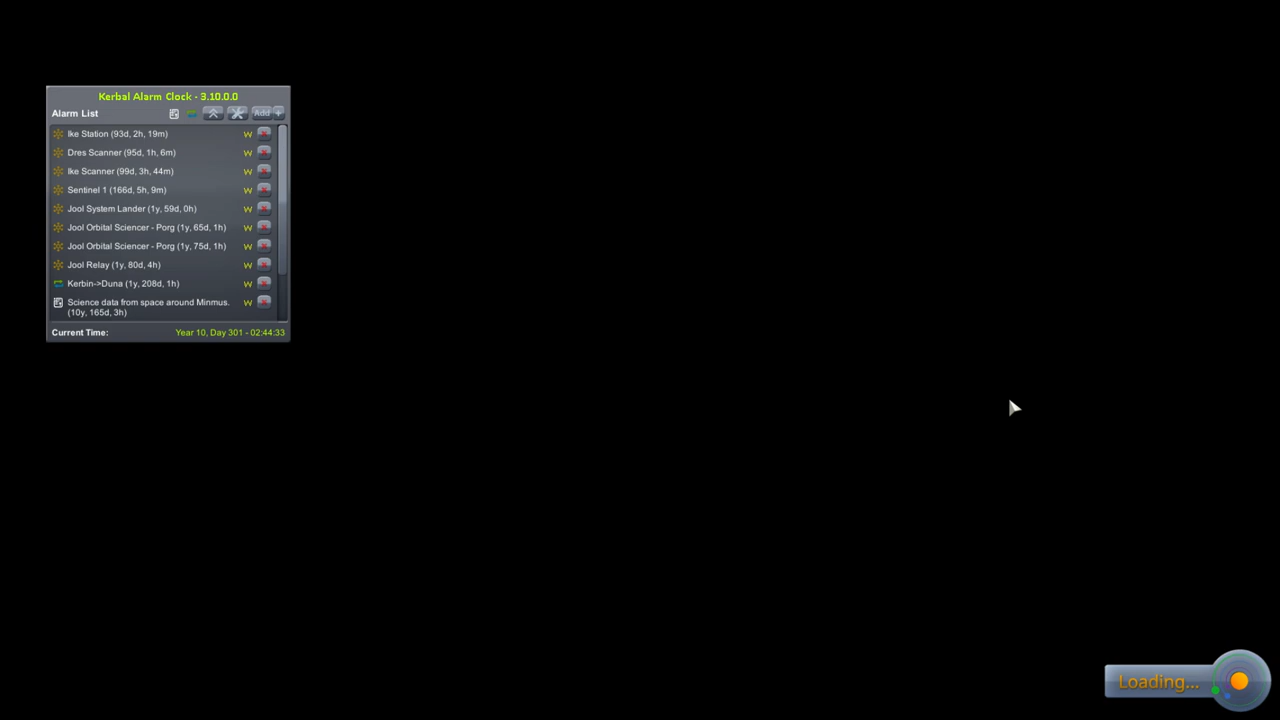 Kerbal Alarm Clock - 3.10.0.0
Alarm List Add +
Ike Station (93d, 2h, 19m) W
Dres Scanner (95d, 1h, 6m) W
Ike Scanner (99d, 3h, 44m) W
Sentinel 1 (166d, 5h, 9m) W
Jool System Lander (1y, 59d, 0h) W
Jool Orbital Sciencer - Porg (1y, 65d, 1h) W
Jool Orbital Sciencer - Porg (1y, 75d, 1h) W
Jool Relay (1y, 80d, 4h) W
Kerbin->Duna (1y, 208d, 1h) W
Science data from space around Minmus. W
(10y, 165d, 3h)
Current Time: Year 10, Day 301 - 02:44:33
Loading...